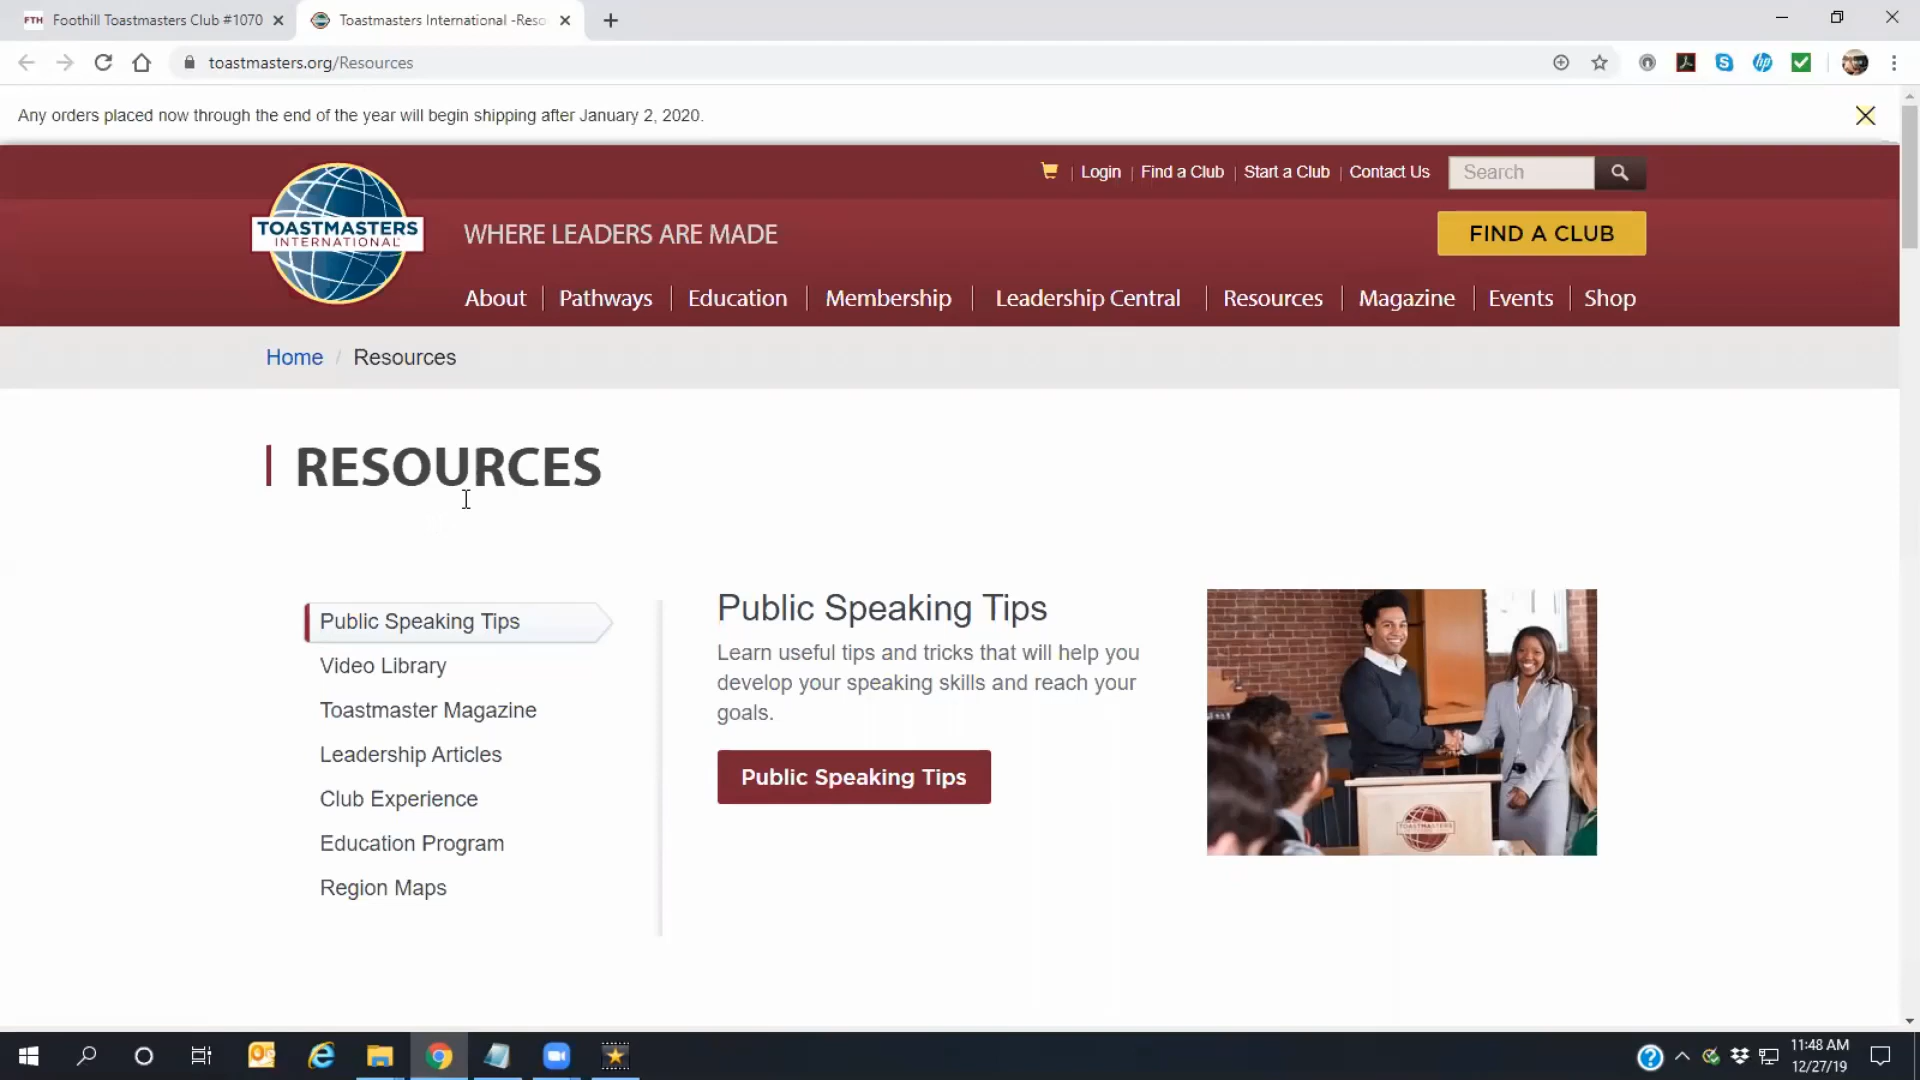 FTH Foothill Toastmasters Club #1070
Toastmasters International -Reso
toastmasters.org/Resources
Any orders placed now through the end of the year will begin shipping after January 2, 2020.
Login
Find a Club
Start a Club
Contact Us
Search
TOASTMASTERS
INTERNATIONAL
WHERE LEADERS ARE MADE
FIND A CLUB
About
Pathways
Education
Membership
Leadership Central
Resources
Magazine
Events
Shop
Home / Resources
RESOURCES
Public Speaking Tips
Video Library
Toastmaster Magazine
Leadership Articles
Club Experience
Education Program
Region Maps
Public Speaking Tips
Learn useful tips and tricks that will help you
develop your speaking skills and reach your
goals.
Public Speaking Tips
TOASTMASTERS
11:48 AM
12/27/19